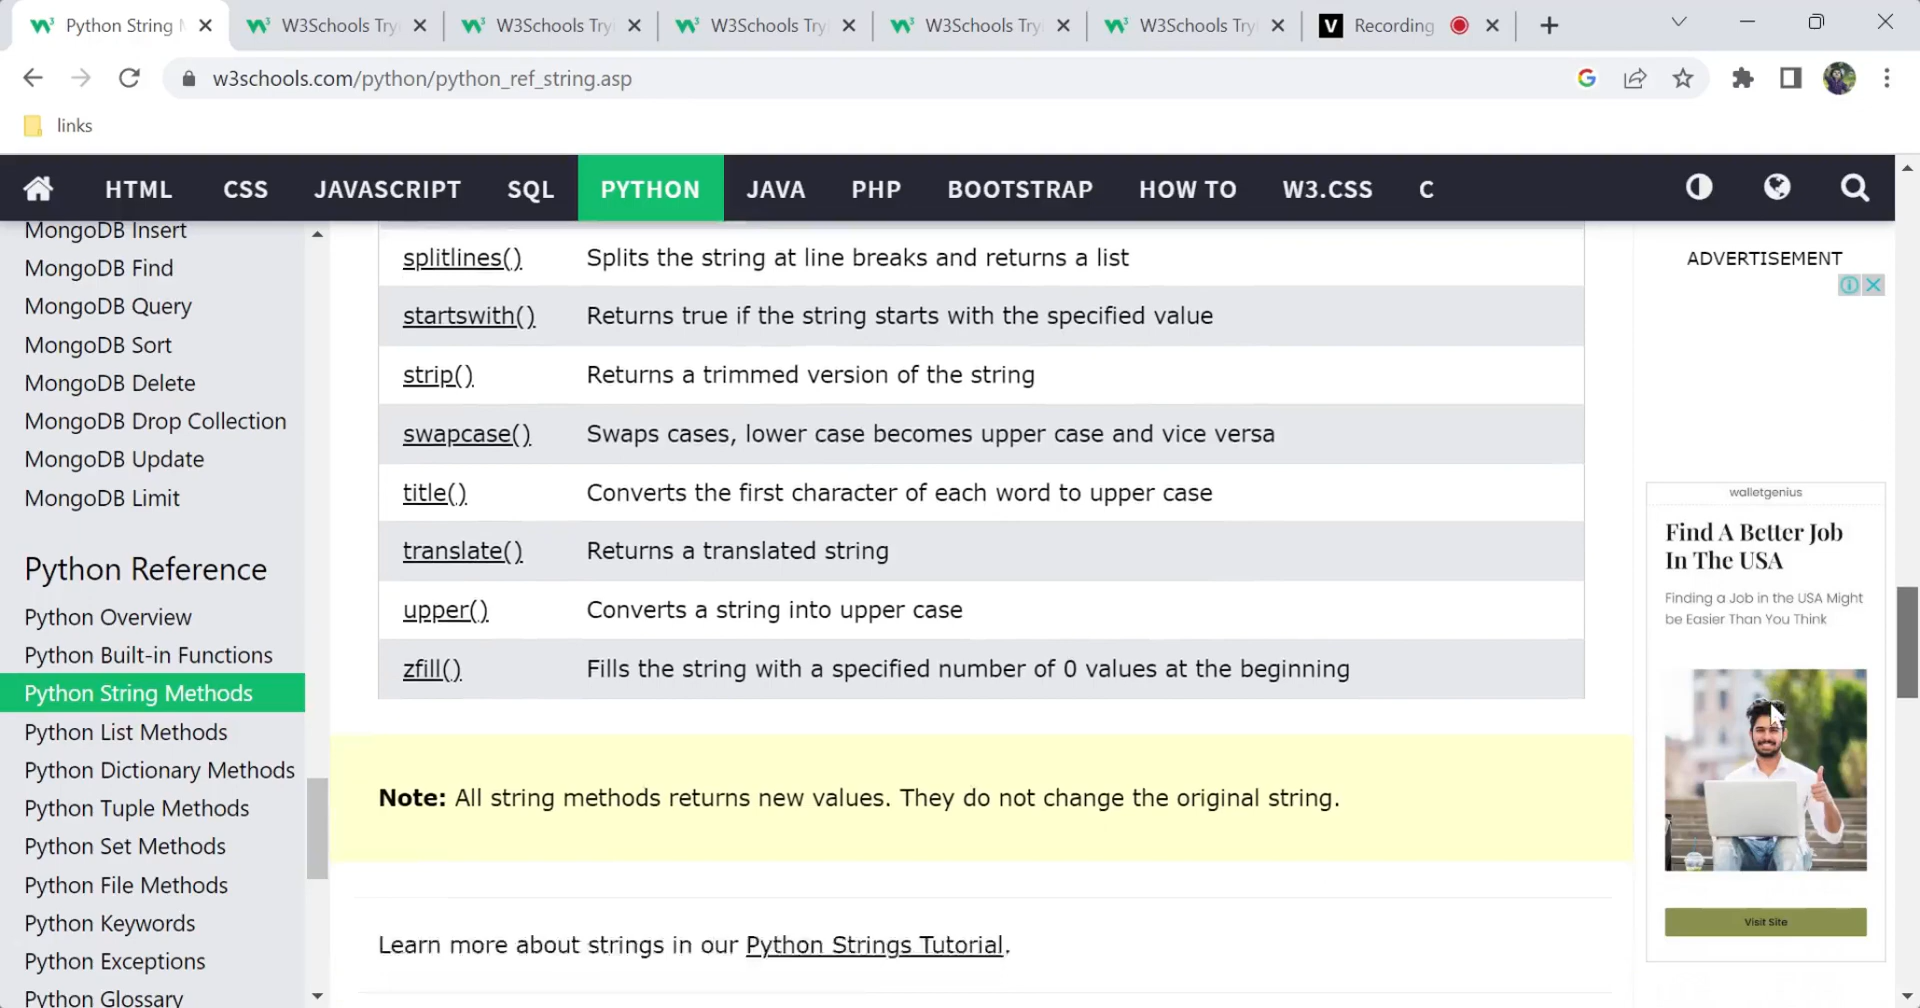 Python String M
W3Schools Tryi
W3Schools Tryi
W3Schools Tryi
W3Schools Tryi
W3Schools Tryi
V
Recording
w3schools.com/python/python_ref_string.asp
links
HTML CSS JAVASCRIPT SQL PYTHON JAVA PHP BOOTSTRAP HOW TO W3.CSS C
MongoDB Insert
MongoDB Find
MongoDB Query
MongoDB Sort
MongoDB Delete
MongoDB Drop Collection
MongoDB Update
MongoDB Limit
Python Reference
Python Overview
Python Built-in Functions
Python String Methods
Python List Methods
Python Dictionary Methods
Python Tuple Methods
Python Set Methods
Python File Methods
Python Keywords
Python Exceptions
Python Glossary
splitlines() Splits the string at line breaks and returns a list
startswith() Returns true if the string starts with the specified value
strip() Returns a trimmed version of the string
swapcase() Swaps cases, lower case becomes upper case and vice versa
title() Converts the first character of each word to upper case
translate() Returns a translated string
upper() Converts a string into upper case
zfill() Fills the string with a specified number of 0 values at the beginning
Note: All string methods returns new values. They do not change the original string.
Learn more about strings in our Python Strings Tutorial.
ADVERTISEMENT
walletgenius
Find A Better Job
In The USA
Finding a Job in the USA Might
be Easier Than You Think
Visit Site